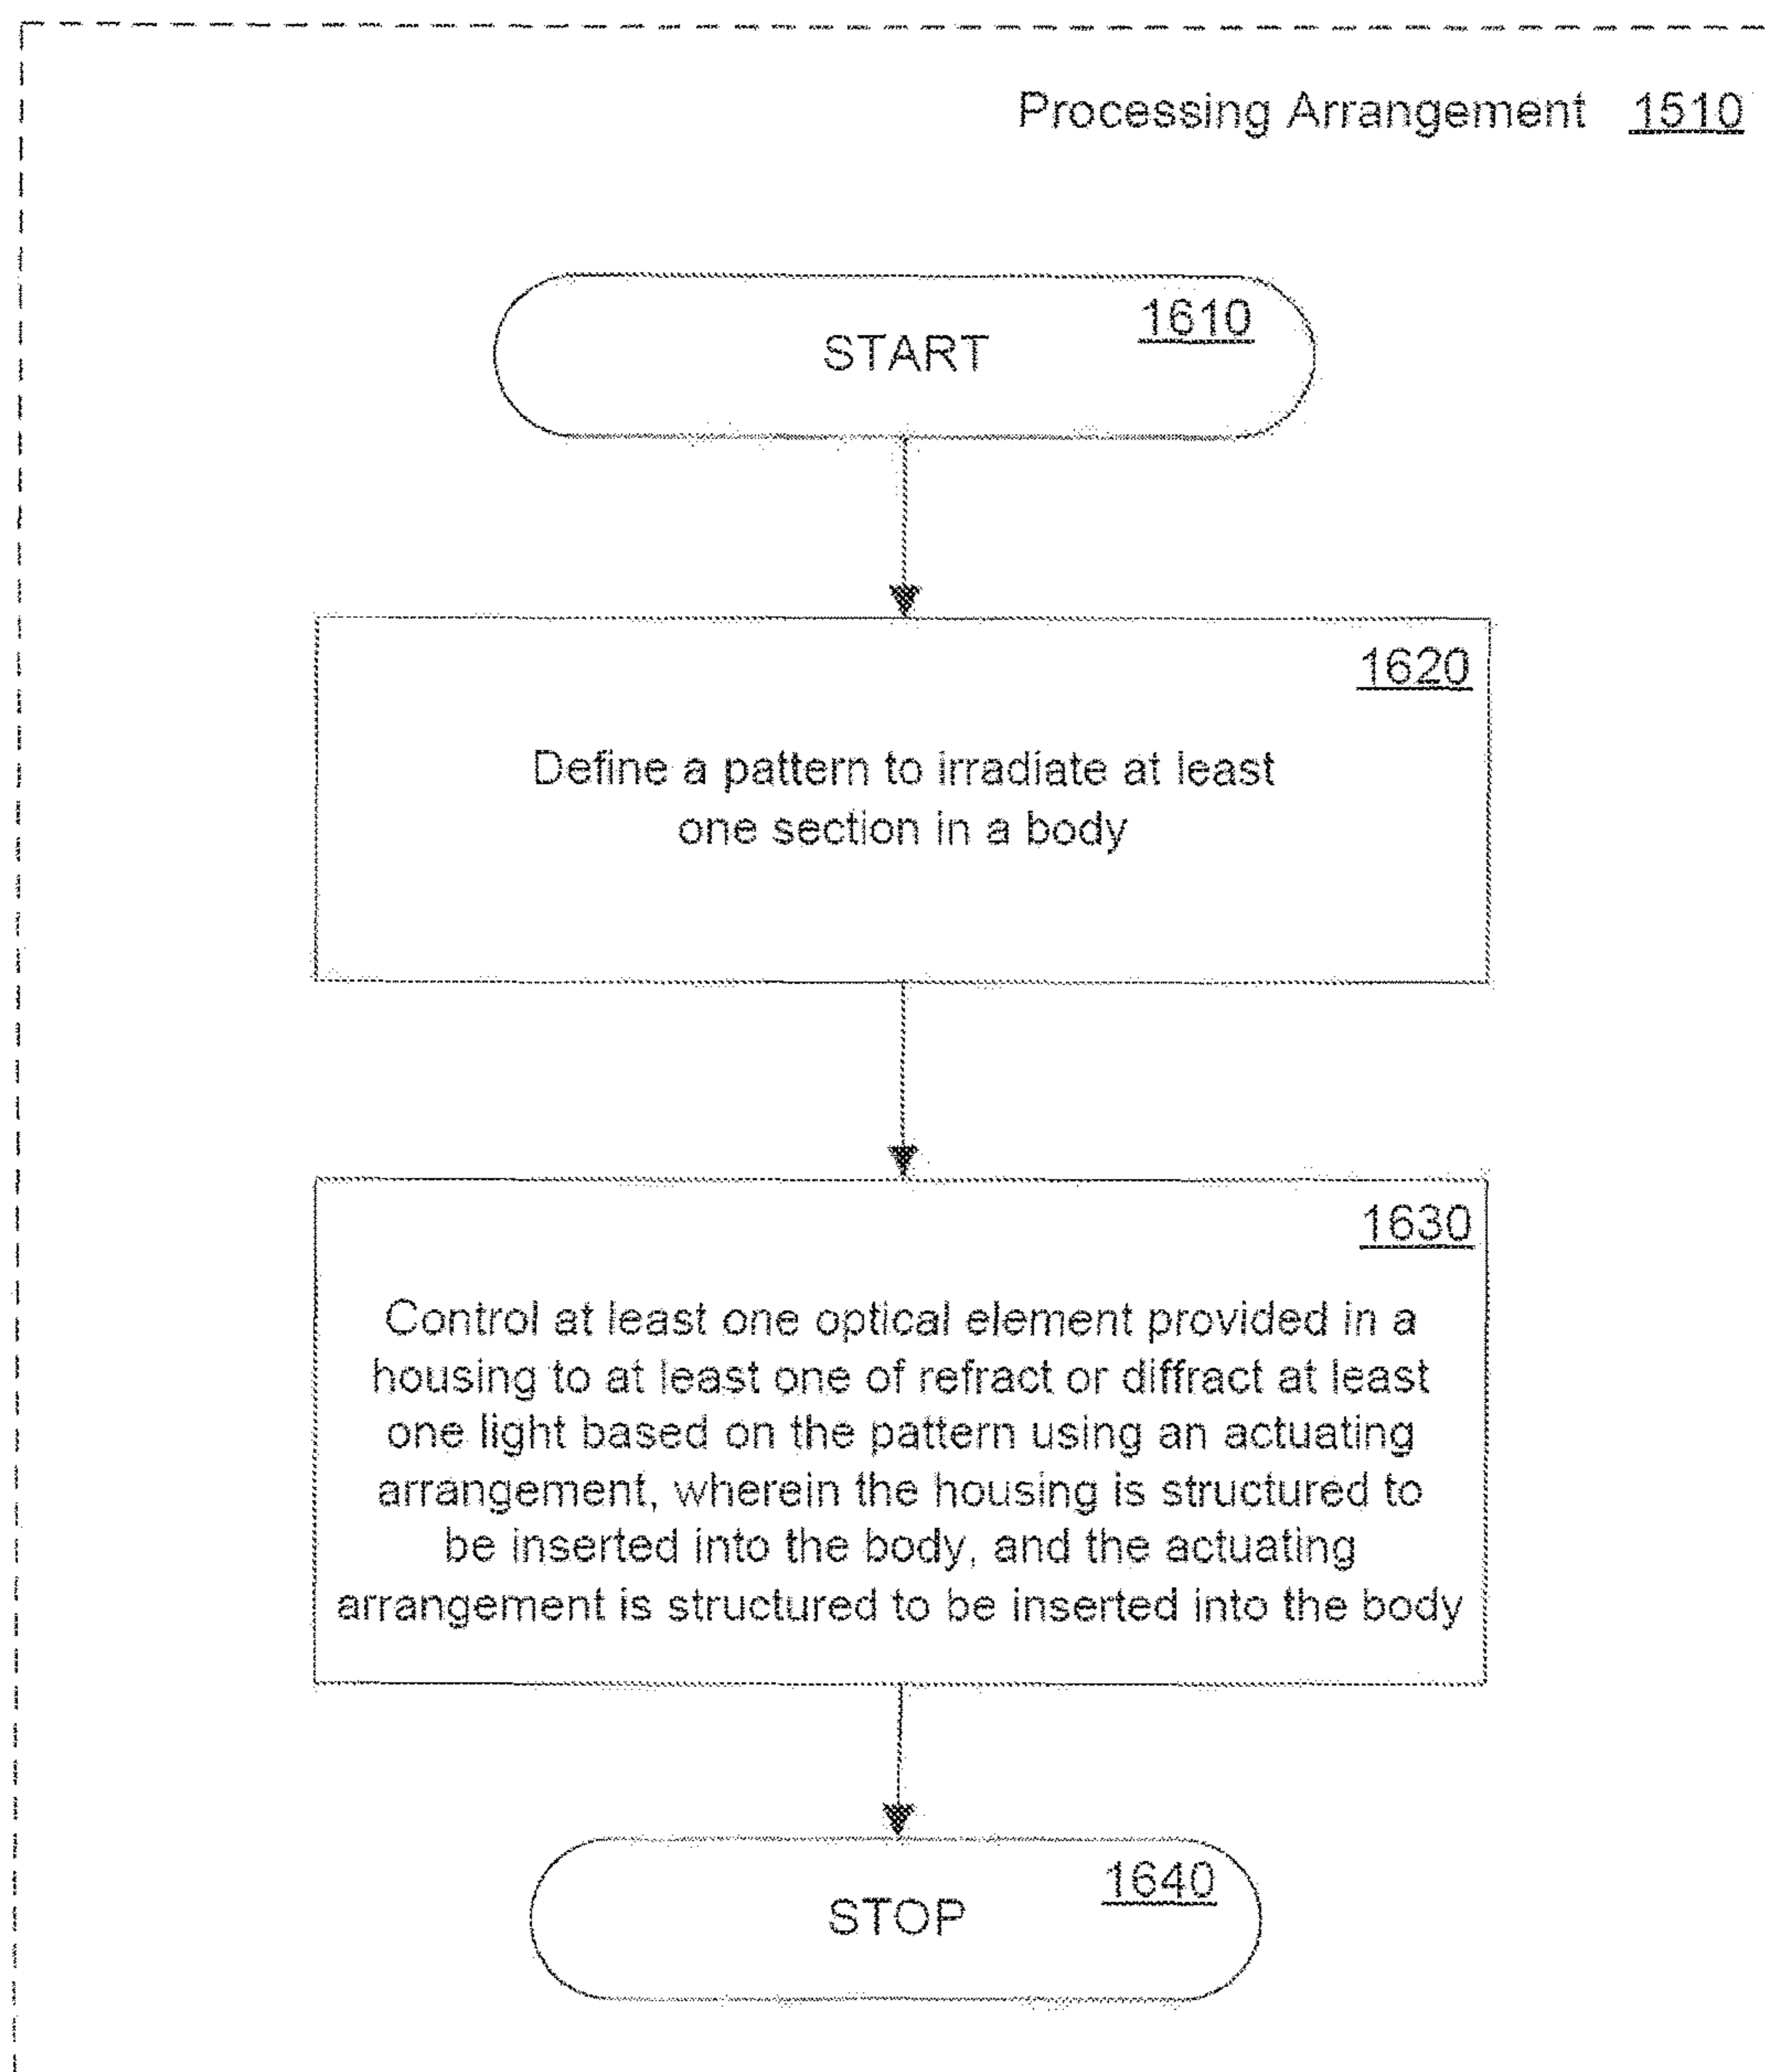 Processing Arrangement 1510
1610
START
1620
Define a pattern to irradiate at least
one section in a body
1630
Control at least one optical element provided in a
housing to at least one of refract or diffract at least
one light based on the pattern using an actuating
arrangement, wherein the housing is structured to
be inserted into the body, and the actuating
arrangement is structured to be inserted into the body
1640
STOP